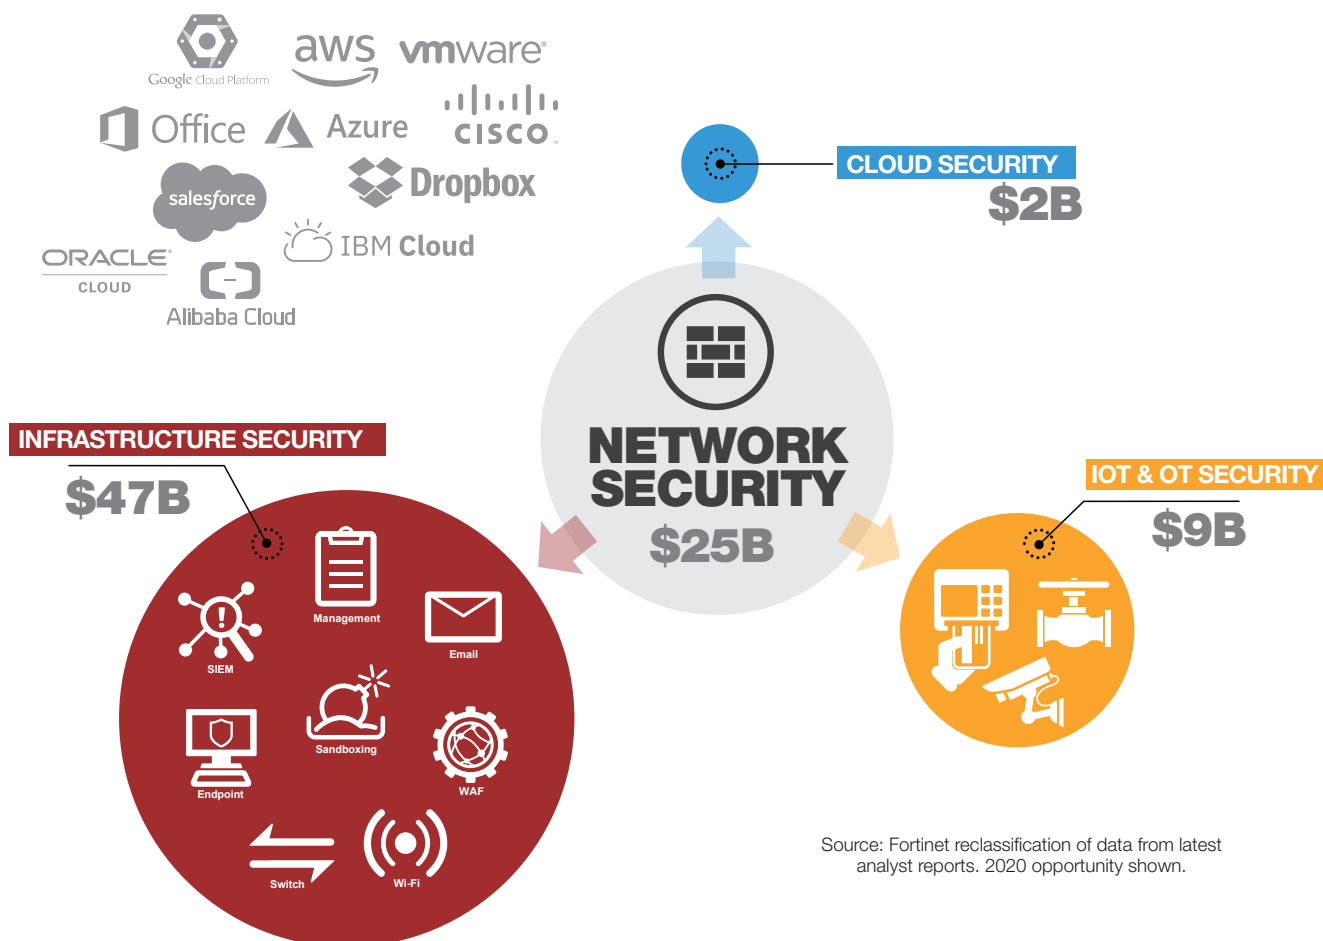 Google Cloud Platform
aws
vmware®
Office
Azure
CISCO
salesforce
Dropbox
IBM Cloud
ORACLE®
CLOUD
Alibaba Cloud
CLOUD SECURITY
$2B
NETWORK
SECURITY
$25B
INFRASTRUCTURE SECURITY
$47B
Management
SIEM
Email
Sandboxing
Endpoint
WAF
Switch
Wi-Fi
IOT & OT SECURITY
$9B
Source: Fortinet reclassification of data from latest
analyst reports. 2020 opportunity shown.